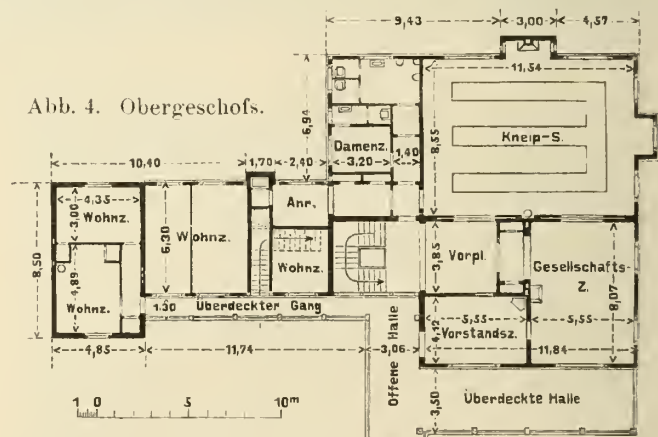 9,43 3,00 4,57
11,54
Abb. 4. Obergeschofs.
6,94
8,55
Kneip-S.
Damenz.
3,20
1,40
10,40 1,70 2,40
4,35
3,00
Wohnz.
Wohnz.
6,30
Anr.
8,50
4,89
Wohnz.
Wohnz.
3,85
Vorpl.
Gesellschafts-
Z.
8,07
1,30
Überdeckter Gang
5,55
5,55
4,12
Vorstandsz.
4,85 11,74 3,06 11,84
Offene Halle
3,50
Überdeckte Halle
1 0 5 10m